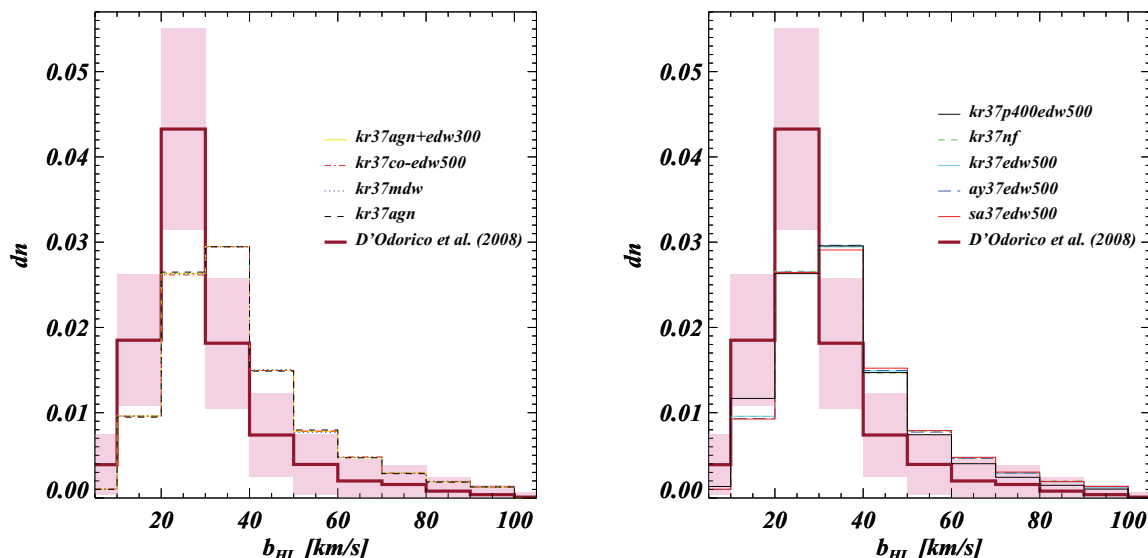 0.05
0.04
0.03
0.02
0.01
0.00
dn
kr37agn+edw300
kr37co-edw500
kr37mdw
kr37agn
D'Odorico et al. (2008)
20 40 60 80 100
b_HI [km/s]
0.05
0.04
0.03
0.02
0.01
0.00
dn
kr37p400edw500
kr37nf
kr37edw500
ay37edw500
sa37edw500
D'Odorico et al. (2008)
20 40 60 80 100
b_HI [km/s]